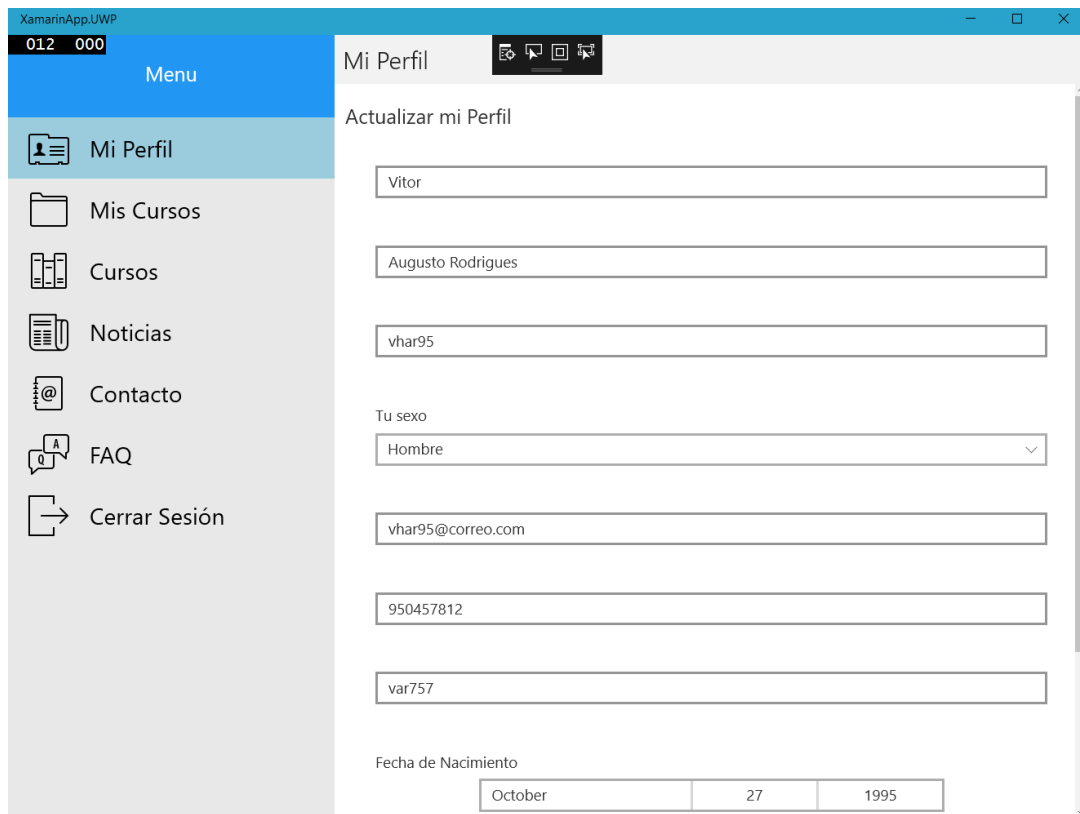 XamarinApp.UWP
012 000
Menu
Mi Perfil
Mis Cursos
Cursos
Noticias
Contacto
FAQ
Cerrar Sesión
Mi Perfil
Actualizar mi Perfil
Vitor
Augusto Rodrigues
vhar95
Tu sexo
Hombre
vhar95@correo.com
950457812
var757
Fecha de Nacimiento
October 27 1995